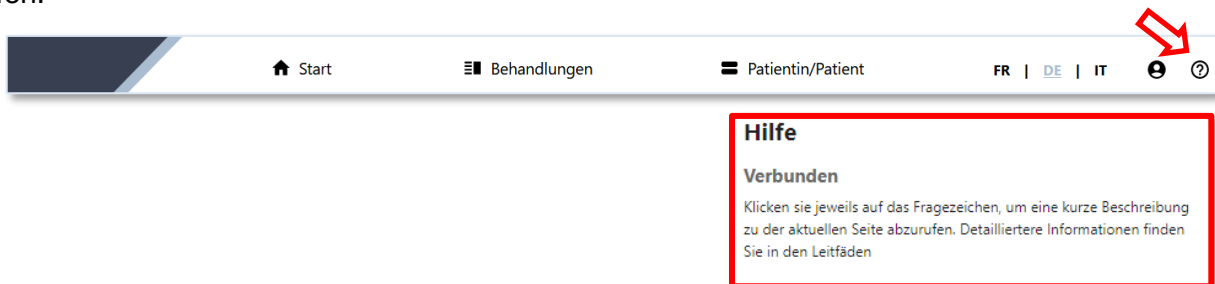 Start Behandlungen Patientin/Patient FR | DE | IT
Hilfe
Verbunden
Klicken sie jeweils auf das Fragezeichen, um eine kurze Beschreibung
zu der aktuellen Seite abzurufen. Detailliertere Informationen finden
Sie in den Leitfäden